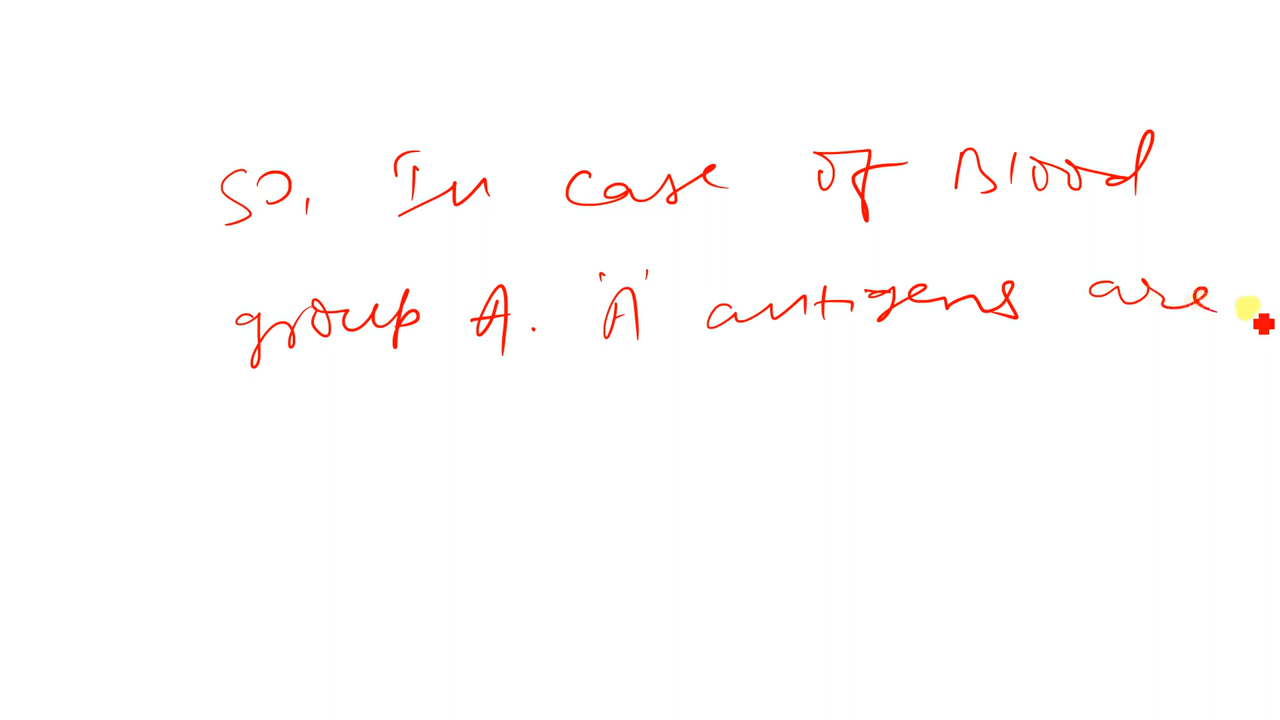 So, In case of Blood
group A. 'A' antigens are